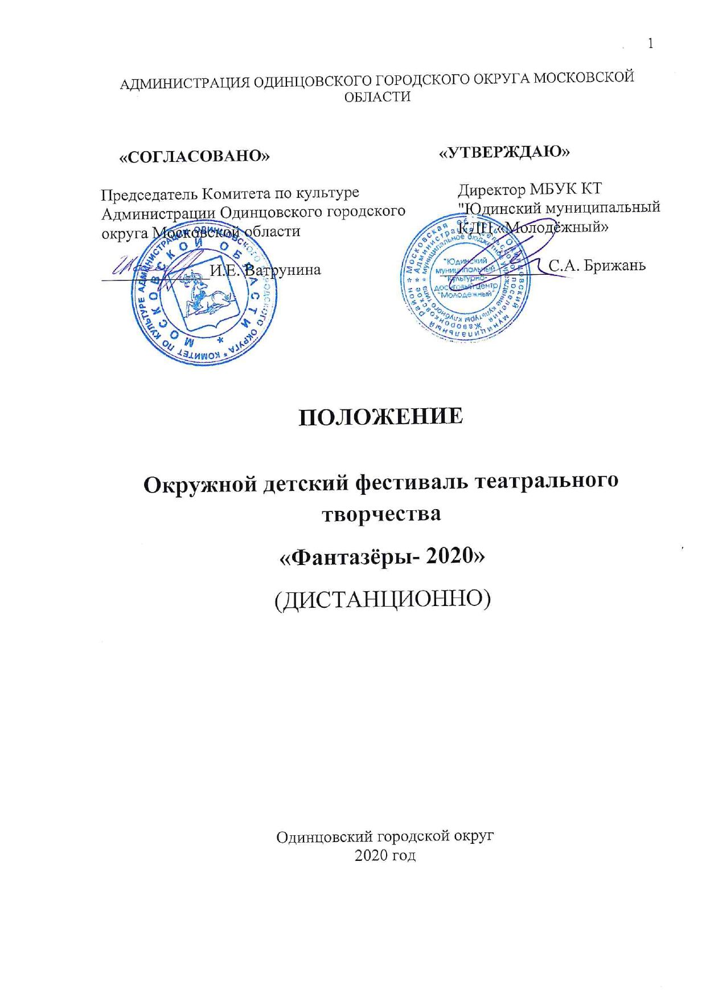 1
АДМИНИСТРАЦИЯ ОДИНЦОВСКОГО ГОРОДСКОГО ОКРУГА МОСКОВСКОЙ
ОБЛАСТИ
«СОГЛАСОВАНО»
Председатель Комитета по культуре
Администрации Одинцовского городского
округа Московской области
И.Е. Ватрунина
КОМИТЕТ ПО КУЛЬТУРЕ АДМИНИСТРАЦИИ ОДИНЦОВСКОГО ГОРОДСКОГО ОКРУГА *
МОСКОВСКОЙ ОБЛАСТИ *
«УТВЕРЖДАЮ»
Директор МБУК КТ
"Юдинский муниципальный
КДЦ «Молодёжный»
С.А. Брижань
* Московская область * Одинцовский муниципальный район
* Администрация сельского поселения Жаворонковское
* муниципальное бюджетное учреждение культуры клубного типа
"Юдинский
муниципальный
культурно-
досуговый центр
"Молодежный"
ПОЛОЖЕНИЕ
Окружной детский фестиваль театрального
творчества
«Фантазёры- 2020»
(ДИСТАНЦИОННО)
Одинцовский городской округ
2020 год